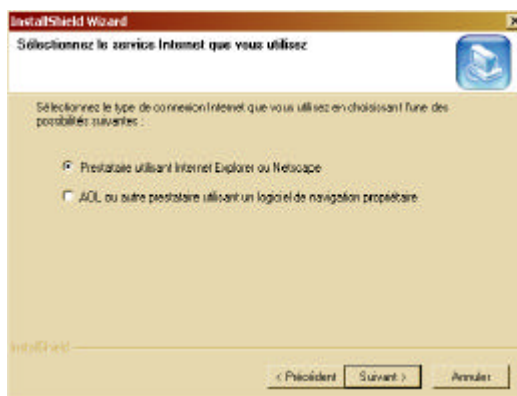 InstallShield Wizard
Sélectionnez le service Internet que vous utilisez
Sélectionnez le type de connexion Internet que vous utilisez en choisissant l'une des
possibilités suivantes :
Prestataire utilisant Internet Explorer ou Netscape
AOL ou autre prestataire utilisant un logiciel de navigation propriétaire
InstallShield
< Précédent
Suivant >
Annuler